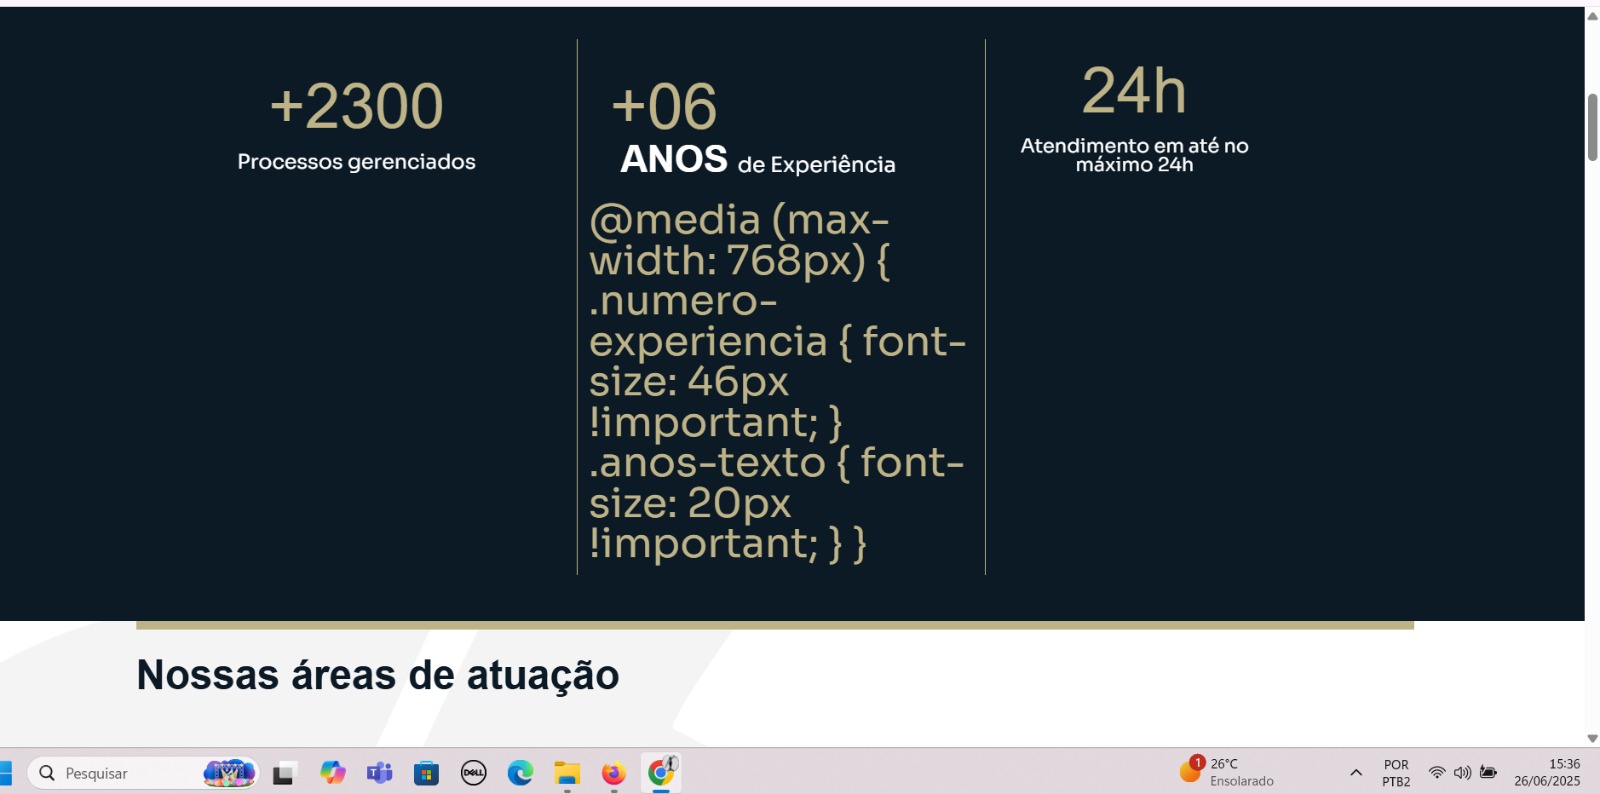 +2300
Processos gerenciados
+06
ANOS de Experiência
@media (max-
width: 768px) {
.numero-
experiencia { font-
size: 46px
!important; }
.anos-texto { font-
size: 20px
!important; } }
24h
Atendimento em até no
máximo 24h
Nossas áreas de atuação
Pesquisar
DELL
1
26°C
Ensolarado
POR
PTB2
15:36
26/06/2025